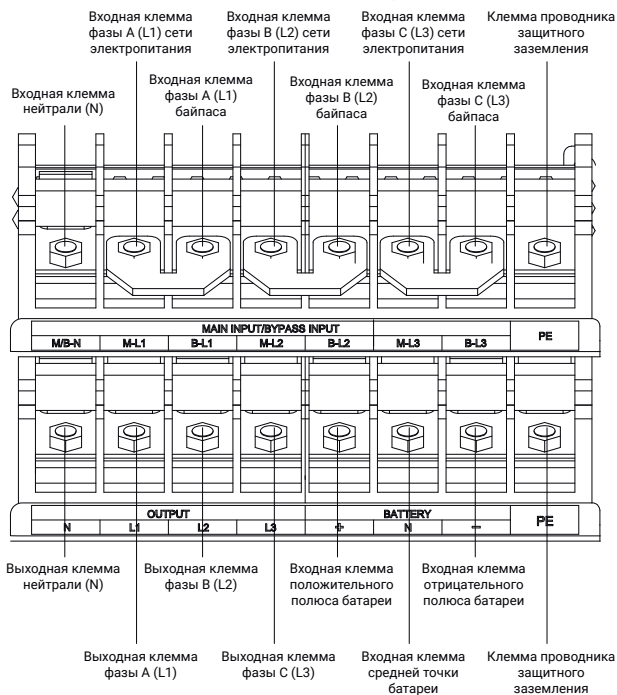 Входная клемма
фазы A (L1) сети
электропитания
Входная клемма
фазы B (L2) сети
электропитания
Входная клемма
фазы C (L3) сети
электропитания
Клемма проводника
защитного
заземления
Входная клемма
нейтрали (N)
Входная клемма
фазы A (L1)
байпаса
Входная клемма
фазы B (L2)
байпаса
Входная клемма
фазы C (L3)
байпаса
MAIN INPUT/BYPASS INPUT
M/B-N M-L1 B-L1 M-L2 B-L2 M-L3 B-L3 PE
OUTPUT BATTERY
N L1 L2 L3 + N − PE
Выходная клемма
нейтрали (N)
Выходная клемма
фазы B (L2)
Входная клемма
положительного
полюса батареи
Входная клемма
отрицательного
полюса батареи
Выходная клемма
фазы A (L1)
Выходная клемма
фазы C (L3)
Входная клемма
средней точки
батареи
Клемма проводника
защитного
заземления